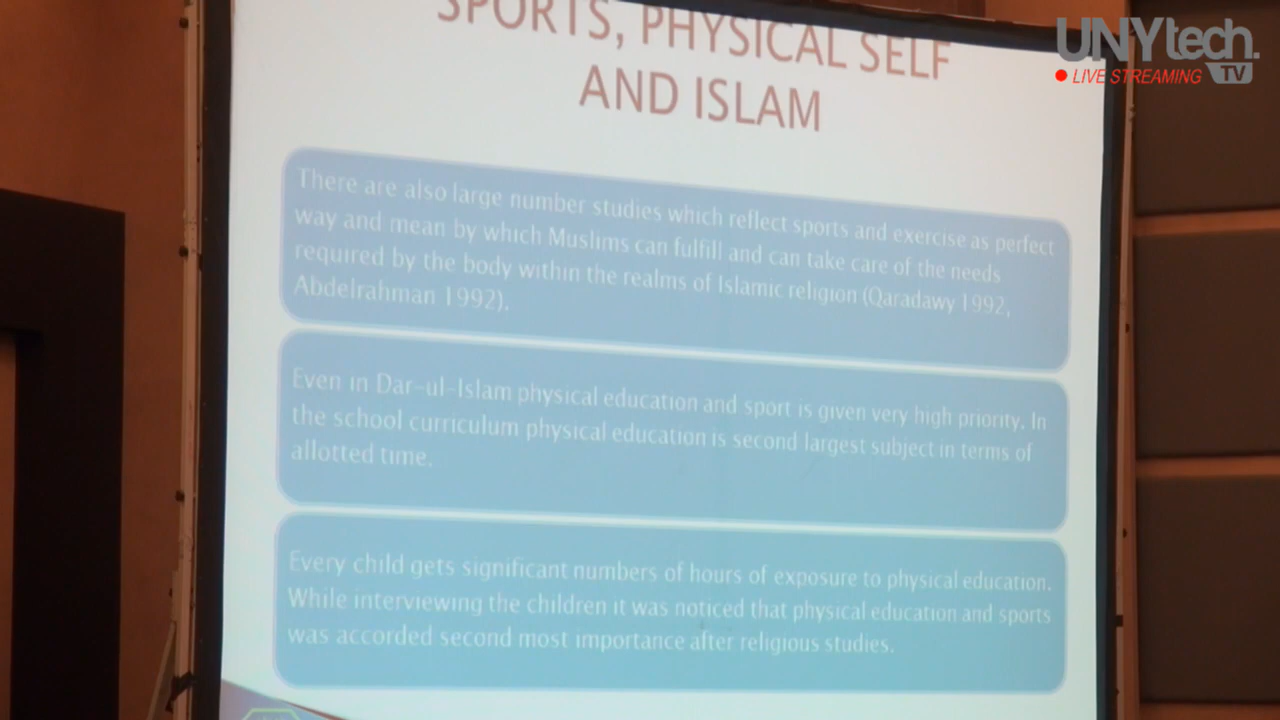 UNYtech.
LIVE STREAMING TV
SPORTS, PHYSICAL SELF
AND ISLAM
There are also large number studies which reflect sports and exercise as perfect
way and mean by which Muslims can fulfill and can take care of the needs
required by the body within the realms of Islamic religion (Qaradawy 1992,
Abdelrahman 1992).
Even in Dar-ul-Islam physical education and sport is given very high priority. In
the school curriculum physical education is second largest subject in terms of
allotted time.
Every child gets significant numbers of hours of exposure to physical education.
While interviewing the children it was noticed that physical education and sports
was accorded second most importance after religious studies.